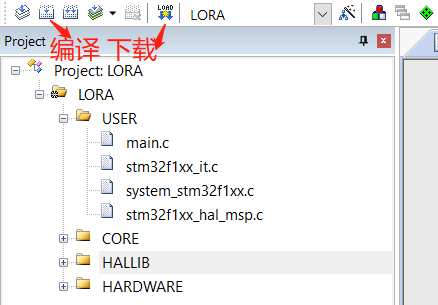 LOAD LORA
Project
编译 下载
Project: LORA
LORA
USER
main.c
stm32f1xx_it.c
system_stm32f1xx.c
stm32f1xx_hal_msp.c
CORE
HALLIB
HARDWARE